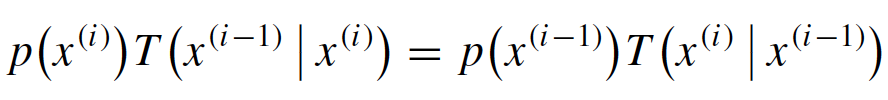 p(x^{(i)}) T(x^{(i−1)} | x^{(i)}) = p(x^{(i−1)}) T(x^{(i)} | x^{(i−1)})